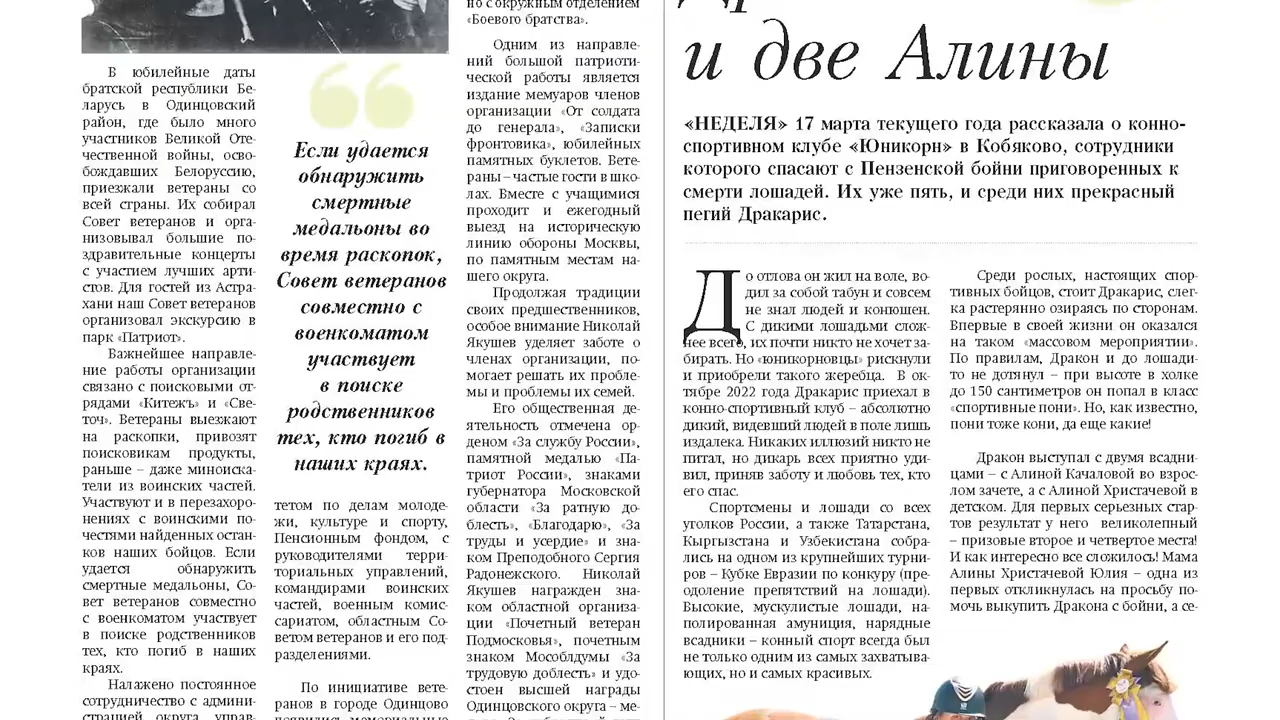 В юбилейные даты
братской республики Бе-
ларусь в Одинцовский
район, где было много
участников Великой Оте-
чественной войны, осво-
бождавших Белоруссию,
приезжали ветераны со
всей страны. Их собирал
Совет ветеранов и орга-
низовывал большие по-
здравительные концерты
с участием лучших арти-
стов. Для гостей из Астра-
хани наш Совет ветеранов
организовал экскурсию в
парк «Патриот».
Важнейшее направле-
ние работы организации
связано с поисковыми от-
рядами «Китежъ» и «Све-
точ». Ветераны выезжают
на раскопки, привозят
поисковикам продукты,
раньше – даже миноиска-
тели из воинских частей.
Участвуют и в перезахоро-
нениях с воинскими по-
честями найденных остан-
ков наших бойцов. Если
удается обнаружить
смертные медальоны, Со-
вет ветеранов совместно
с военкоматом участвует
в поиске родственников
тех, кто погиб в наших
краях.
Налажено постоянное
сотрудничество с админи-
страцией округа, управ-
Если удается
обнаружить
смертные
медальоны во
время раскопок,
Совет ветеранов
совместно с
военкоматом
участвует
в поиске
родственников
тех, кто погиб в
наших краях.
тетом по делам молоде-
жи, культуре и спорту,
Пенсионным фондом, с
руководителями терри-
ториальных управлений,
командирами воинских
частей, военным комис-
сариатом, областным Со-
ветом ветеранов и его под-
разделениями.
По инициативе вете-
ранов в городе Одинцово
появились мемориальные
но с окружным отделением
«Боевого братства».
Одним из направле-
ний большой патриоти-
ческой работы является
издание мемуаров членов
организации «От солдата
до генерала», «Записки
фронтовика», юбилейных
памятных буклетов. Вете-
раны – частые гости в шко-
лах. Вместе с учащимися
проходит и ежегодный
выезд на историческую
линию обороны Москвы,
по памятным местам на-
шего округа.
Продолжая традиции
своих предшественников,
особое внимание Николай
Якушев уделяет заботе о
членах организации, по-
могает решать их пробле-
мы и проблемы их семей.
Его общественная де-
ятельность отмечена ор-
деном «За службу России»,
памятной медалью «Па-
триот России», знаками
губернатора Московской
области «За ратную до-
блесть», «Благодарю», «За
труды и усердие» и зна-
ком Преподобного Сергия
Радонежского. Николай
Якушев награжден зна-
ком областной организа-
ции «Почетный ветеран
Подмосковья», почетным
знаком Мособлдумы «За
трудовую доблесть» и удо-
стоен высшей награды
Одинцовского округа – ме-
и две Алины
«НЕДЕЛЯ» 17 марта текущего года рассказала о конно-
спортивном клубе «Юникорн» в Кобяково, сотрудники
которого спасают с Пензенской бойни приговоренных к
смерти лошадей. Их уже пять, и среди них прекрасный
пегий Дракарис.
До отлова он жил на воле, во-
дил за собой табун и совсем
не знал людей и конюшен.
С дикими лошадьми слож-
нее всего, их почти никто не хочет за-
бирать. Но «юникорновцы» рискнули
и приобрели такого жеребца. В ок-
тябре 2022 года Дракарис приехал в
конно-спортивный клуб – абсолютно
дикий, видевший людей в поле лишь
издалека. Никаких иллюзий никто не
питал, но дикарь всех приятно уди-
вил, приняв заботу и любовь тех, кто
его спас.
Спортсмены и лошади со всех
уголков России, а также Татарстана,
Кыргызстана и Узбекистана собра-
лись на одном из крупнейших турни-
ров – Кубке Евразии по конкуру (пре-
одоление препятствий на лошади).
Высокие, мускулистые лошади, на-
полированная амуниция, нарядные
всадники – конный спорт всегда был
не только одним из самых захватыва-
ющих, но и самых красивых.
Среди рослых, настоящих спор-
тивных бойцов, стоит Дракарис, слег-
ка растерянно озираясь по сторонам.
Впервые в своей жизни он оказался
на таком «массовом мероприятии».
По правилам, Дракон и до лошади-
то не дотянул – при высоте в холке
до 150 сантиметров он попал в класс
«спортивные пони». Но, как известно,
пони тоже кони, да еще какие!
Дракон выступал с двумя всадни-
цами – с Алиной Качаловой во взрос-
лом зачете, а с Алиной Христачевой в
детском. Для первых серьезных стар-
тов результат у него великолепный
– призовые второе и четвертое места!
И как интересно все сложилось! Мама
Алины Христачевой Юлия – одна из
первых откликнулась на просьбу по-
мочь выкупить Дракона с бойни, а се-